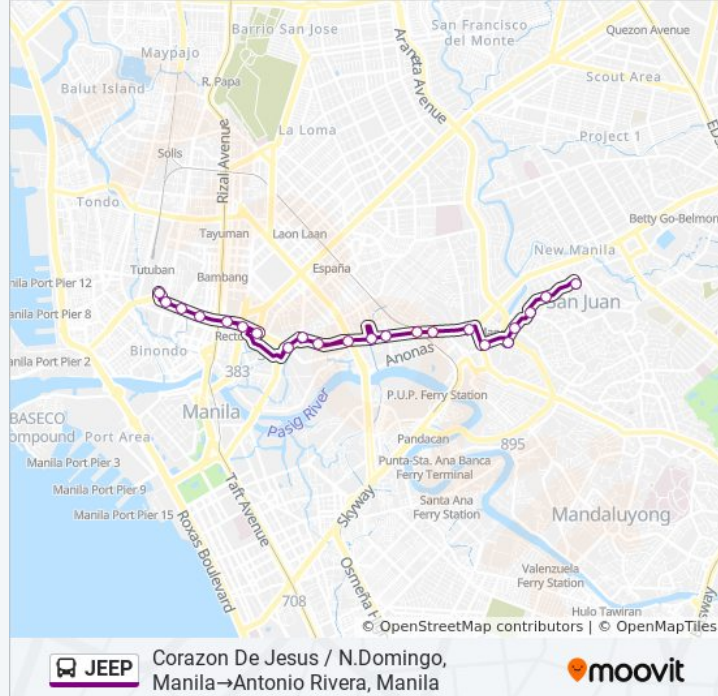 Barrio San Jose
San Francisco
del Monte
Quezon Avenue
Maypajo
Araneta Avenue
R. Papa
Balut Island
Scout Area
La Loma
Rizal Avenue
Project 1
Solis
Tondo
Betty Go-Belmon
Tayuman
Laon Laan
New Manila
Tutuban
Bambang
España
nila Port Pier 12
San Juan
Manila Port Pier 8
Rect
Binondo
Anonas
anila Port Pier 2
383
P.U.P. Ferry Station
BASECO
ompound
Port Area
Manila
Pasig River
Pandacan
895
Manila Port Pier 3
Punta-Sta. Ana Banca
Ferry Terminal
Manila Port Pier 9
Santa Ana
Ferry Station
Manila Port Pier 15
Taft Avenue
Skyway
Mandaluyong
Roxas Boulevard
Osmeña H
Valenzuela
Ferry Station
708
Hulo Tawiran
sway
© OpenStreetMap contributors | © OpenMapTiles
JEEP
Corazon De Jesus / N.Domingo,
Manila→Antonio Rivera, Manila
moovit